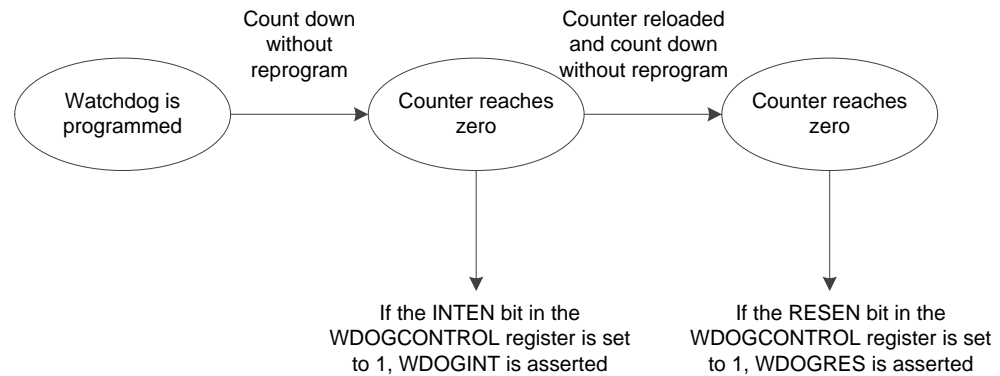 Count down
without
reprogram
Counter reloaded
and count down
without reprogram
Watchdog is
programmed
Counter reaches
zero
Counter reaches
zero
If the INTEN bit in the
WDOGCONTROL register is set
to 1, WDOGINT is asserted
If the RESEN bit in the
WDOGCONTROL register is set
to 1, WDOGRES is asserted